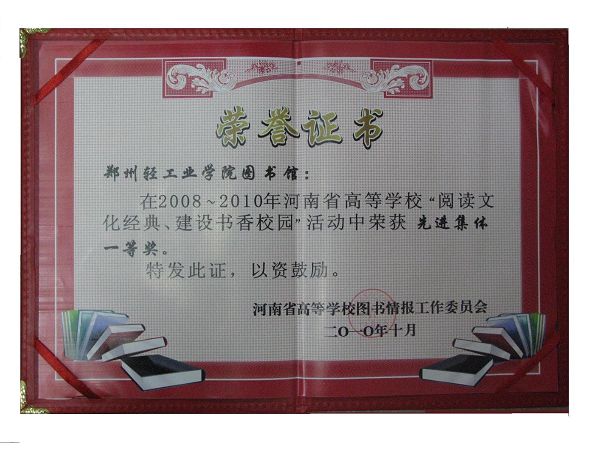 荣誉证书
郑州轻工业学院图书馆：
在2008～2010年河南省高等学校“阅读文
化经典、建设书香校园”活动中荣获 先进集体
一等奖。
特发此证，以资鼓励。
河南省高等学校图书情报工作委员会
二〇一〇年十月